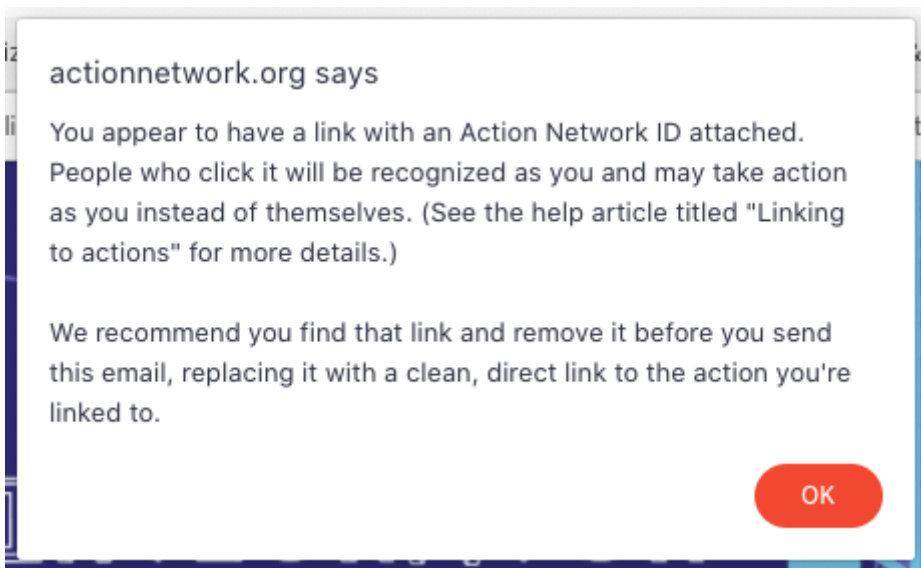 actionnetwork.org says
You appear to have a link with an Action Network ID attached.
People who click it will be recognized as you and may take action
as you instead of themselves. (See the help article titled "Linking
to actions" for more details.)
We recommend you find that link and remove it before you send
this email, replacing it with a clean, direct link to the action you're
linked to.
OK